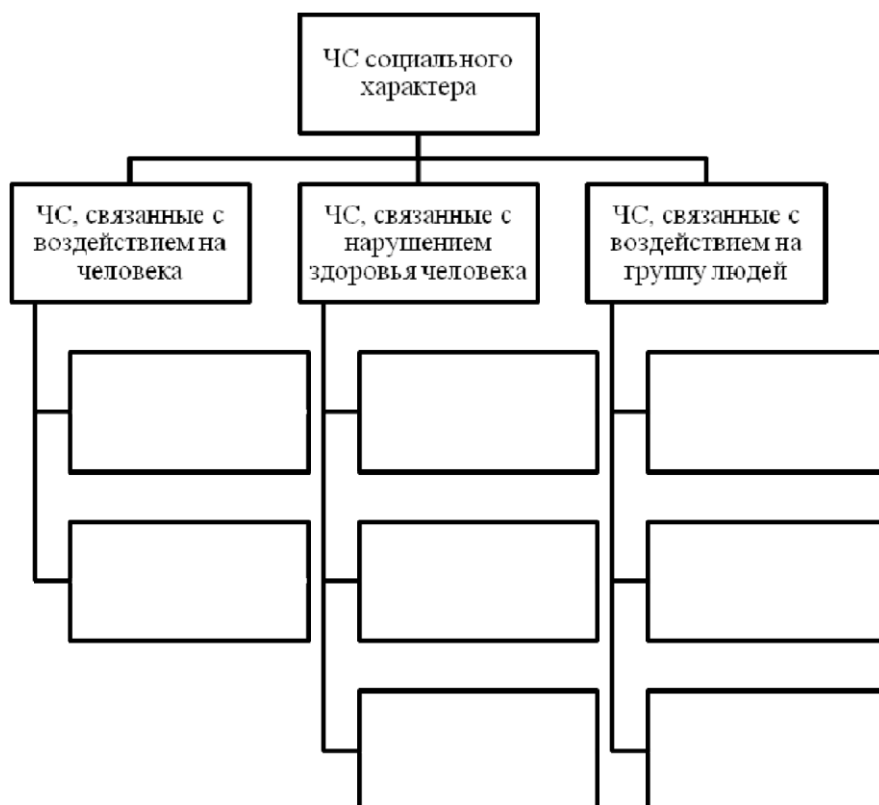 ЧС социального
характера
ЧС, связанные с
воздействием на
человека
ЧС, связанные с
нарушением
здоровья человека
ЧС, связанные с
воздействием на
группу людей